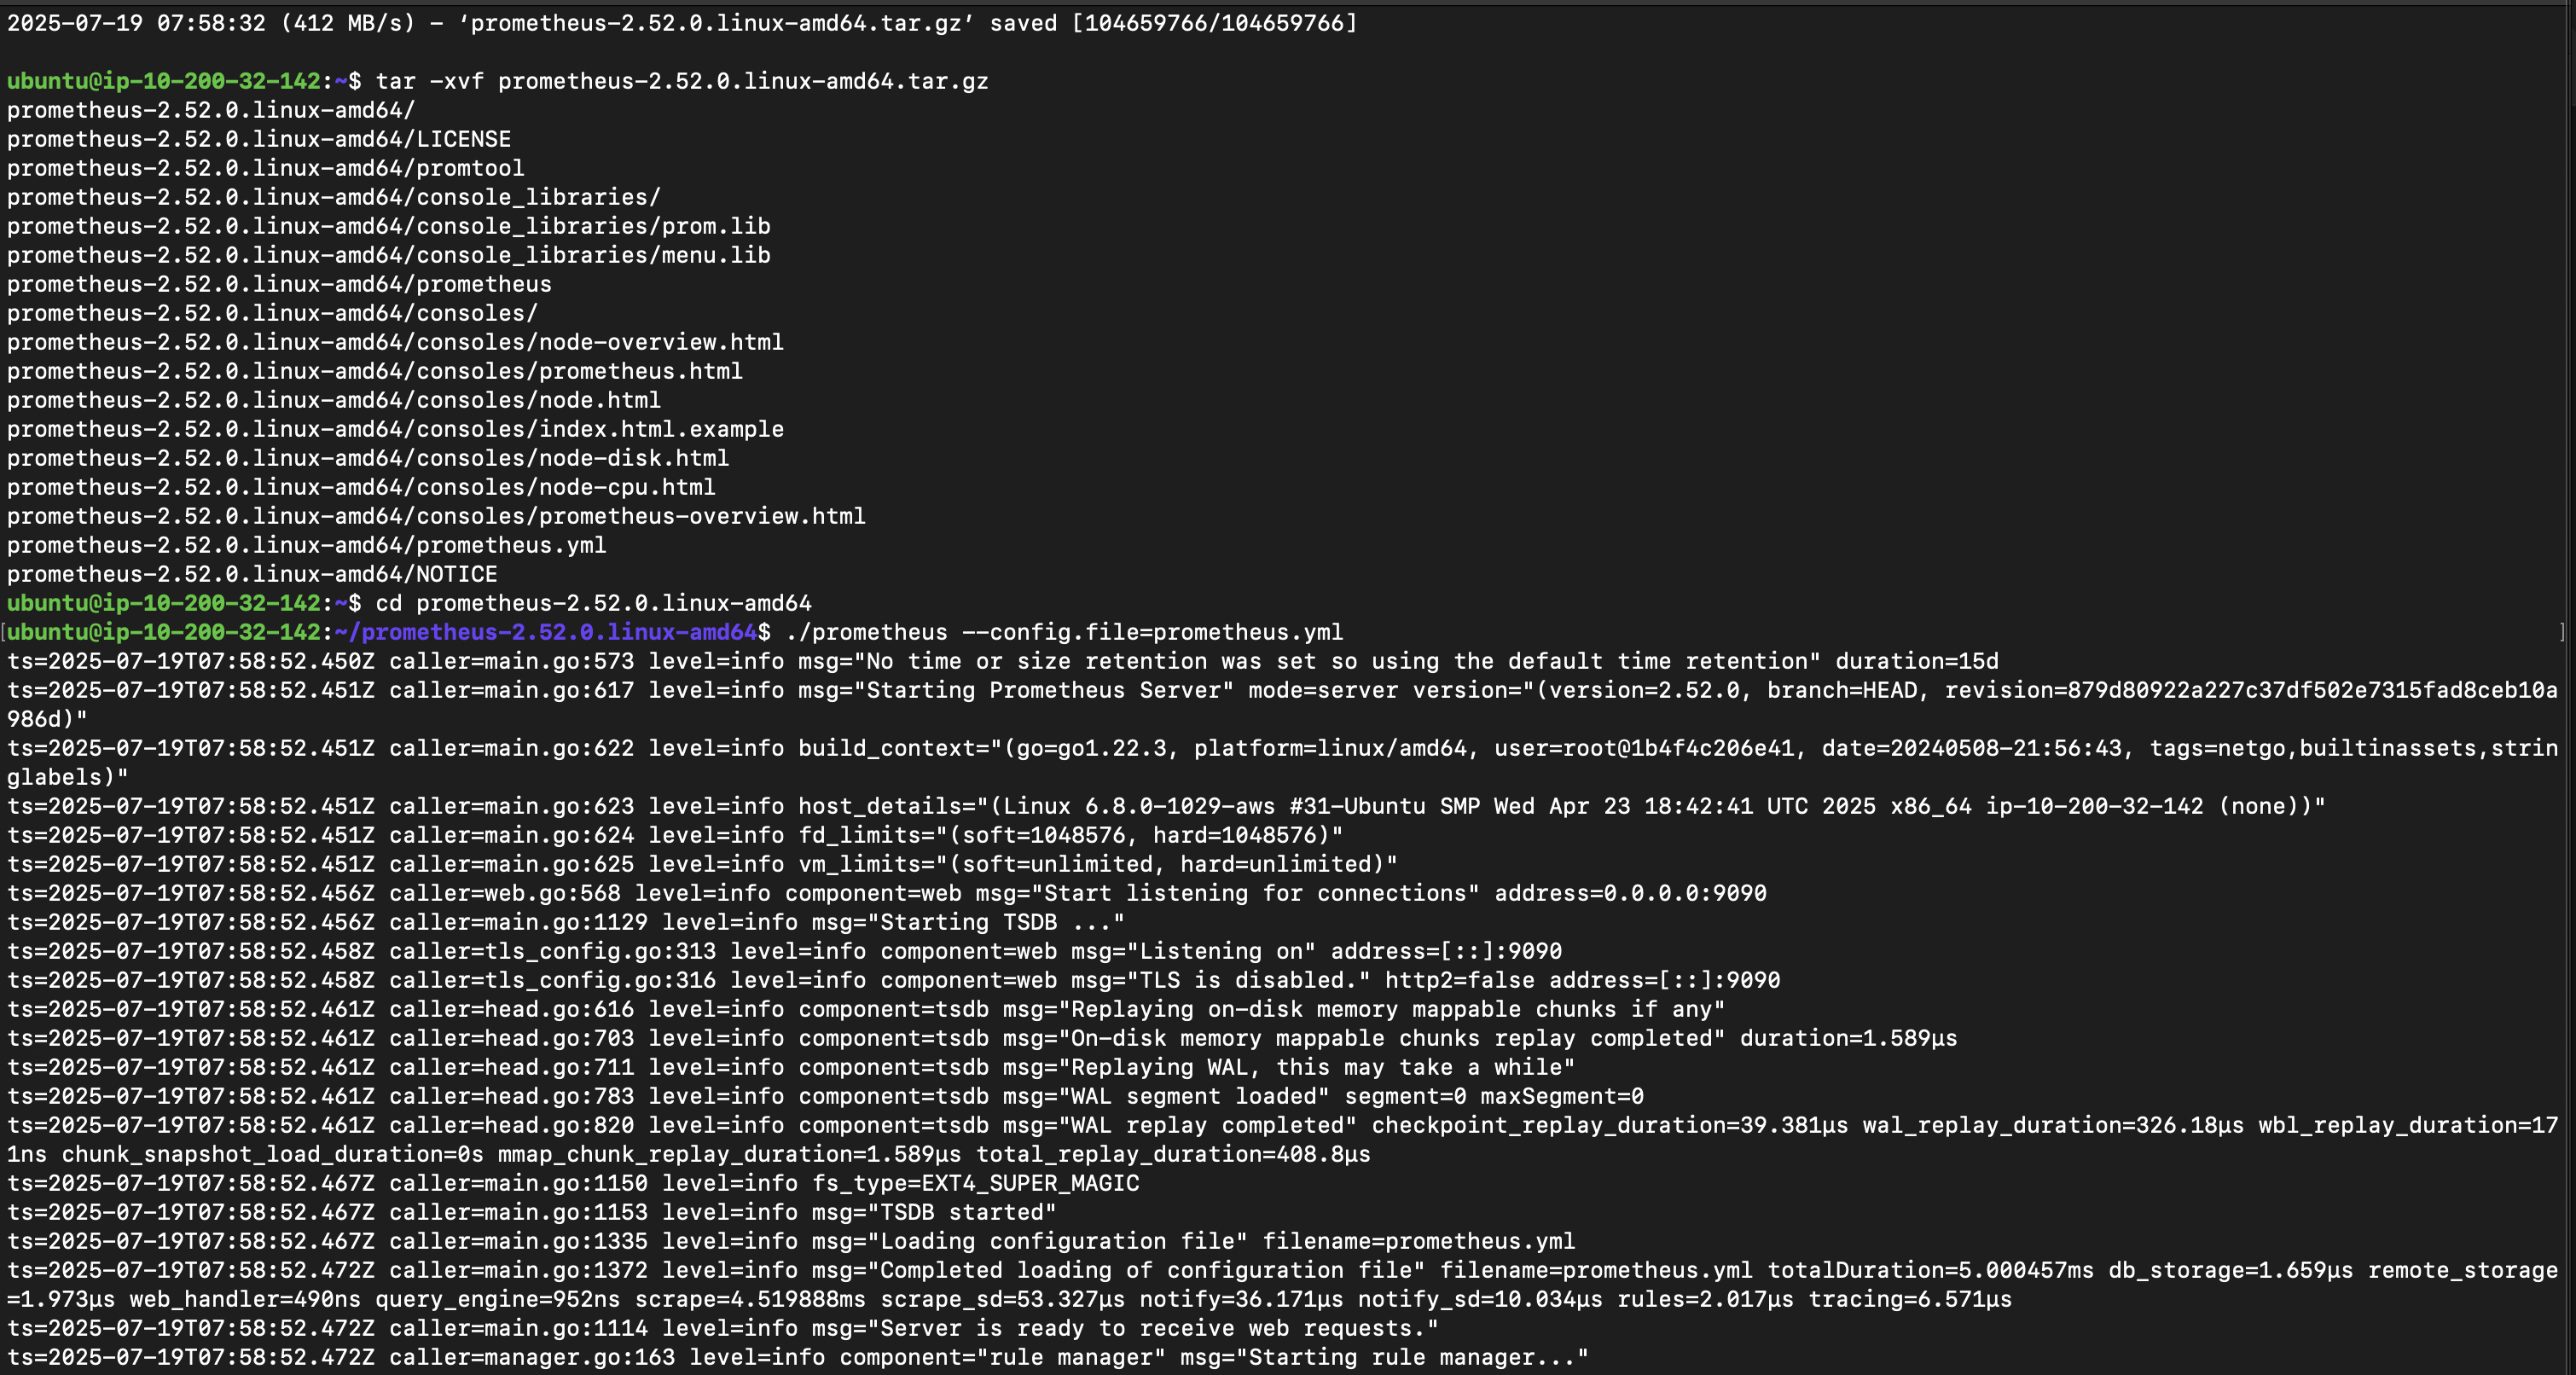 2025-07-19 07:58:32 (412 MB/s) - ‘prometheus-2.52.0.linux-amd64.tar.gz’ saved [104659766/104659766]
ubuntu@ip-10-200-32-142:~$ tar -xvf prometheus-2.52.0.linux-amd64.tar.gz
prometheus-2.52.0.linux-amd64/
prometheus-2.52.0.linux-amd64/LICENSE
prometheus-2.52.0.linux-amd64/promtool
prometheus-2.52.0.linux-amd64/console_libraries/
prometheus-2.52.0.linux-amd64/console_libraries/prom.lib
prometheus-2.52.0.linux-amd64/console_libraries/menu.lib
prometheus-2.52.0.linux-amd64/prometheus
prometheus-2.52.0.linux-amd64/consoles/
prometheus-2.52.0.linux-amd64/consoles/node-overview.html
prometheus-2.52.0.linux-amd64/consoles/prometheus.html
prometheus-2.52.0.linux-amd64/consoles/node.html
prometheus-2.52.0.linux-amd64/consoles/index.html.example
prometheus-2.52.0.linux-amd64/consoles/node-disk.html
prometheus-2.52.0.linux-amd64/consoles/node-cpu.html
prometheus-2.52.0.linux-amd64/consoles/prometheus-overview.html
prometheus-2.52.0.linux-amd64/prometheus.yml
prometheus-2.52.0.linux-amd64/NOTICE
ubuntu@ip-10-200-32-142:~$ cd prometheus-2.52.0.linux-amd64
[ubuntu@ip-10-200-32-142:~/prometheus-2.52.0.linux-amd64$ ./prometheus --config.file=prometheus.yml ]
ts=2025-07-19T07:58:52.450Z caller=main.go:573 level=info msg="No time or size retention was set so using the default time retention" duration=15d
ts=2025-07-19T07:58:52.451Z caller=main.go:617 level=info msg="Starting Prometheus Server" mode=server version="(version=2.52.0, branch=HEAD, revision=879d80922a227c37df502e7315fad8ceb10a
986d)"
ts=2025-07-19T07:58:52.451Z caller=main.go:622 level=info build_context="(go=go1.22.3, platform=linux/amd64, user=root@1b4f4c206e41, date=20240508-21:56:43, tags=netgo,builtinassets,strin
glabels)"
ts=2025-07-19T07:58:52.451Z caller=main.go:623 level=info host_details="(Linux 6.8.0-1029-aws #31-Ubuntu SMP Wed Apr 23 18:42:41 UTC 2025 x86_64 ip-10-200-32-142 (none))"
ts=2025-07-19T07:58:52.451Z caller=main.go:624 level=info fd_limits="(soft=1048576, hard=1048576)"
ts=2025-07-19T07:58:52.451Z caller=main.go:625 level=info vm_limits="(soft=unlimited, hard=unlimited)"
ts=2025-07-19T07:58:52.456Z caller=web.go:568 level=info component=web msg="Start listening for connections" address=0.0.0.0:9090
ts=2025-07-19T07:58:52.456Z caller=main.go:1129 level=info msg="Starting TSDB ..."
ts=2025-07-19T07:58:52.458Z caller=tls_config.go:313 level=info component=web msg="Listening on" address=[::]:9090
ts=2025-07-19T07:58:52.458Z caller=tls_config.go:316 level=info component=web msg="TLS is disabled." http2=false address=[::]:9090
ts=2025-07-19T07:58:52.461Z caller=head.go:616 level=info component=tsdb msg="Replaying on-disk memory mappable chunks if any"
ts=2025-07-19T07:58:52.461Z caller=head.go:703 level=info component=tsdb msg="On-disk memory mappable chunks replay completed" duration=1.589µs
ts=2025-07-19T07:58:52.461Z caller=head.go:711 level=info component=tsdb msg="Replaying WAL, this may take a while"
ts=2025-07-19T07:58:52.461Z caller=head.go:783 level=info component=tsdb msg="WAL segment loaded" segment=0 maxSegment=0
ts=2025-07-19T07:58:52.461Z caller=head.go:820 level=info component=tsdb msg="WAL replay completed" checkpoint_replay_duration=39.381µs wal_replay_duration=326.18µs wbl_replay_duration=17
1ns chunk_snapshot_load_duration=0s mmap_chunk_replay_duration=1.589µs total_replay_duration=408.8µs
ts=2025-07-19T07:58:52.467Z caller=main.go:1150 level=info fs_type=EXT4_SUPER_MAGIC
ts=2025-07-19T07:58:52.467Z caller=main.go:1153 level=info msg="TSDB started"
ts=2025-07-19T07:58:52.467Z caller=main.go:1335 level=info msg="Loading configuration file" filename=prometheus.yml
ts=2025-07-19T07:58:52.472Z caller=main.go:1372 level=info msg="Completed loading of configuration file" filename=prometheus.yml totalDuration=5.000457ms db_storage=1.659µs remote_storage
=1.973µs web_handler=490ns query_engine=952ns scrape=4.519888ms scrape_sd=53.327µs notify=36.171µs notify_sd=10.034µs rules=2.017µs tracing=6.571µs
ts=2025-07-19T07:58:52.472Z caller=main.go:1114 level=info msg="Server is ready to receive web requests."
ts=2025-07-19T07:58:52.472Z caller=manager.go:163 level=info component="rule manager" msg="Starting rule manager..."